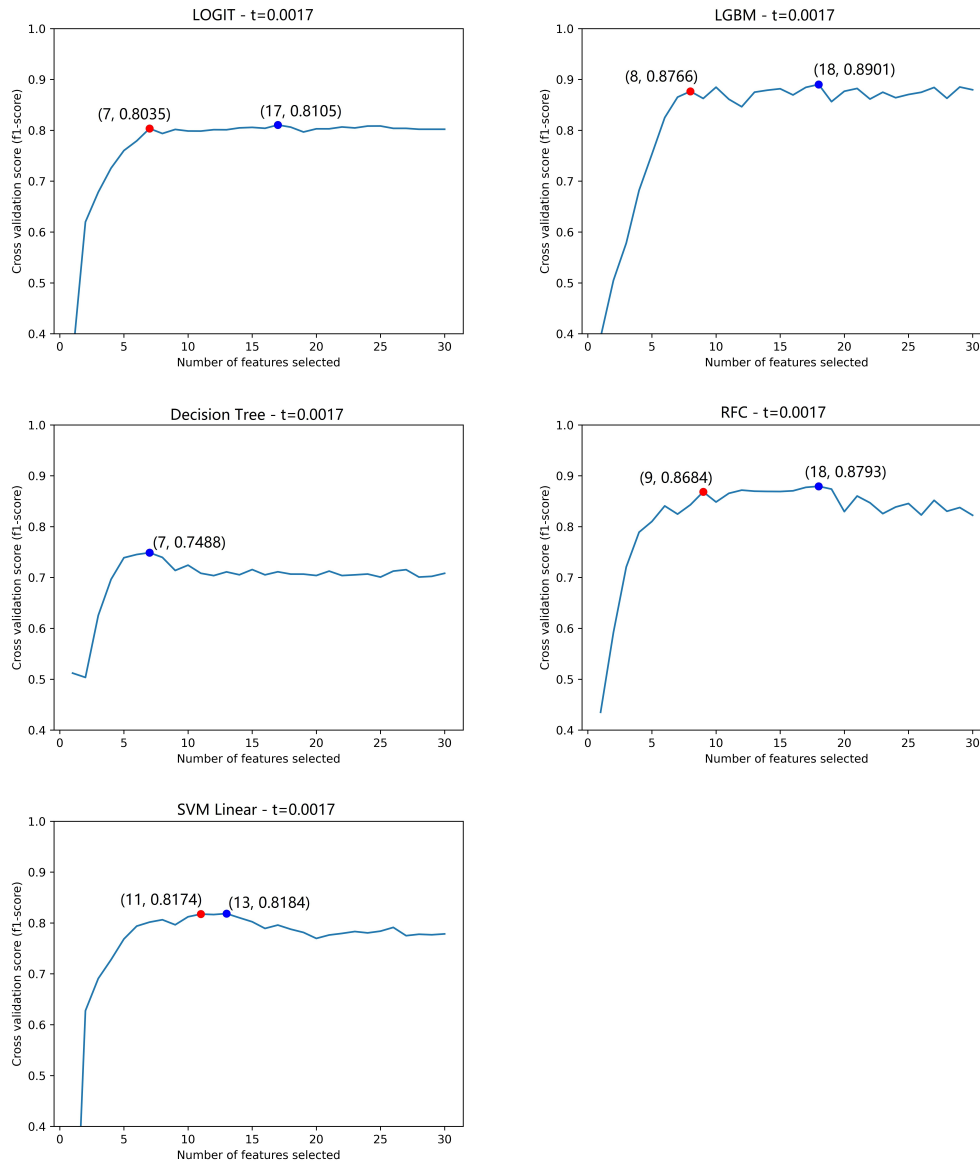 LOGIT - t=0.0017
Cross validation score (f1-score)
1.0
0.9
0.8
0.7
0.6
0.5
0.4
(7, 0.8035)
(17, 0.8105)
0 5 10 15 20 25 30
Number of features selected
LGBM - t=0.0017
Cross validation score (f1-score)
1.0
0.9
0.8
0.7
0.6
0.5
0.4
(8, 0.8766)
(18, 0.8901)
0 5 10 15 20 25 30
Number of features selected
Decision Tree - t=0.0017
Cross validation score (f1-score)
1.0
0.9
0.8
0.7
0.6
0.5
0.4
(7, 0.7488)
0 5 10 15 20 25 30
Number of features selected
RFC - t=0.0017
Cross validation score (f1-score)
1.0
0.9
0.8
0.7
0.6
0.5
0.4
(9, 0.8684)
(18, 0.8793)
0 5 10 15 20 25 30
Number of features selected
SVM Linear - t=0.0017
Cross validation score (f1-score)
1.0
0.9
0.8
0.7
0.6
0.5
0.4
(11, 0.8174)
(13, 0.8184)
0 5 10 15 20 25 30
Number of features selected